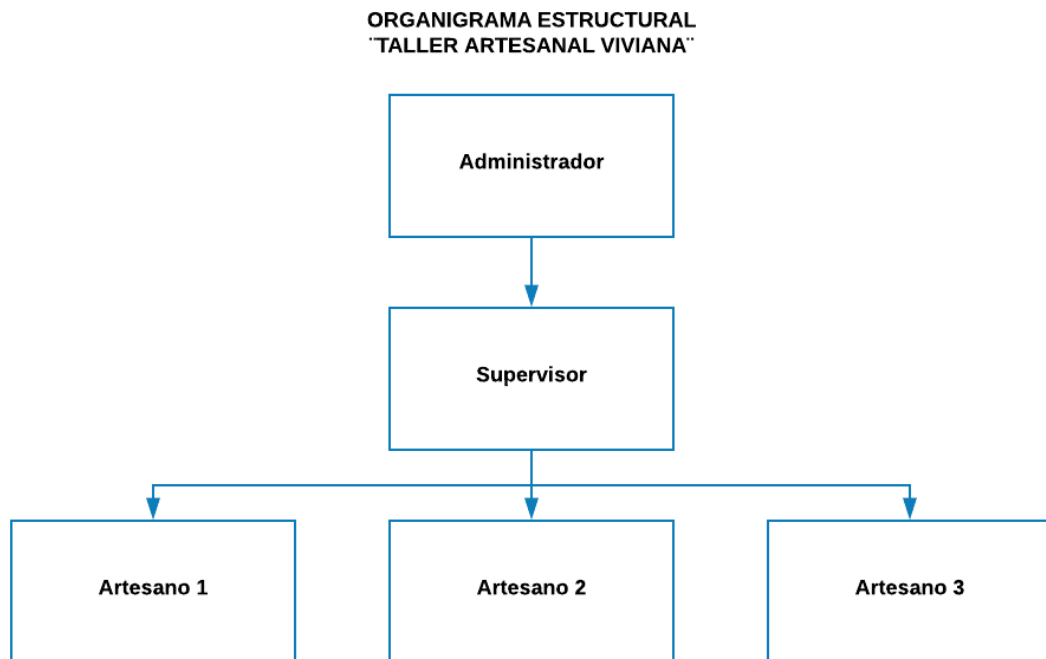 ORGANIGRAMA ESTRUCTURAL
¨TALLER ARTESANAL VIVIANA¨
Administrador
Supervisor
Artesano 1
Artesano 2
Artesano 3